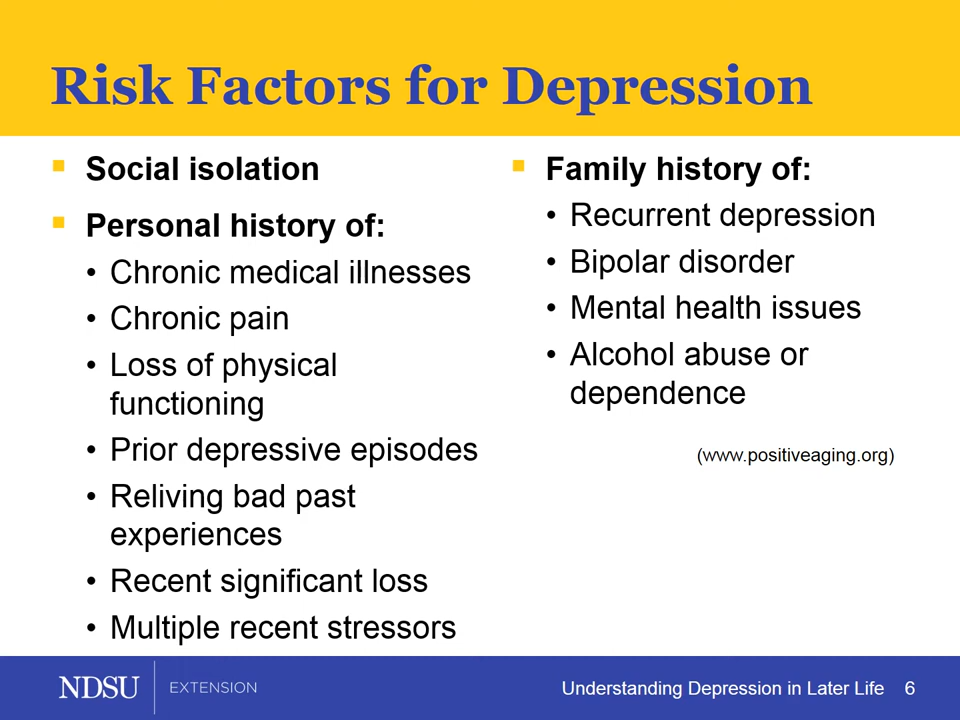 Risk Factors for Depression
▪ Social isolation
▪ Personal history of:
• Chronic medical illnesses
• Chronic pain
• Loss of physical
functioning
• Prior depressive episodes
• Reliving bad past
experiences
• Recent significant loss
• Multiple recent stressors
▪ Family history of:
• Recurrent depression
• Bipolar disorder
• Mental health issues
• Alcohol abuse or
dependence
(www.positiveaging.org)
NDSU EXTENSION
Understanding Depression in Later Life 6